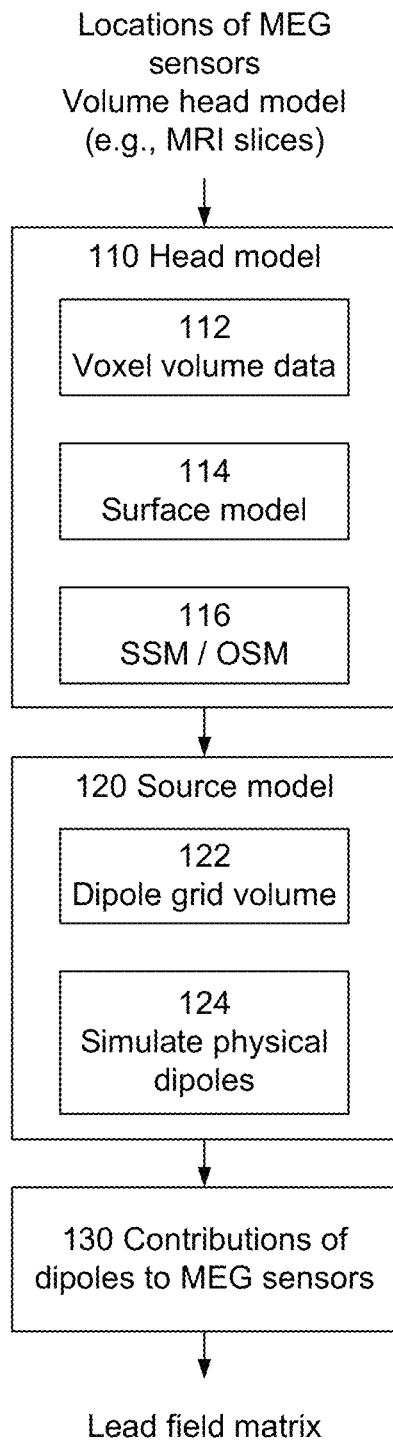 Locations of MEG
sensors
Volume head model
(e.g., MRI slices)
110 Head model
112
Voxel volume data
114
Surface model
116
SSM / OSM
120 Source model
122
Dipole grid volume
124
Simulate physical
dipoles
130 Contributions of
dipoles to MEG sensors
Lead field matrix